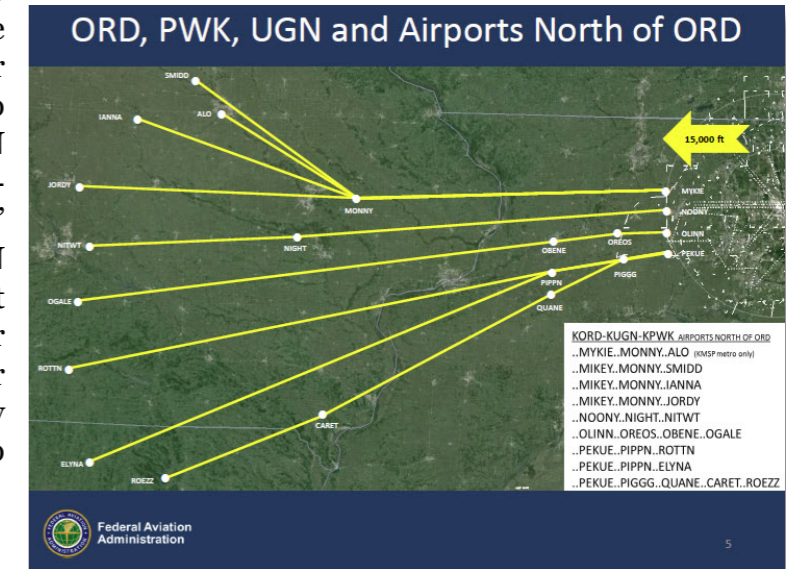 ORD, PWK, UGN and Airports North of ORD
SMIDD
IANNA
ALO
15,000 ft
JORDY
MYKIE
MONNY
NOONY
NITWT
NIGHT
OREOS
OLINN
OBENE
PEKUE
PIGGG
PIPPN
OGALE
QUANE
ROTTN
CARET
ELYNA
ROEZZ
KORD-KUGN-KPWK AIRPORTS NORTH OF ORD
..MYKIE..MONNY..ALO (KMSP metro only)
..MIKEY..MONNY..SMIDD
..MIKEY..MONNY..IANNA
..MIKEY..MONNY..JORDY
..NOONY..NIGHT..NITWT
..OLINN..OREOS..OBENE..OGALE
..PEKUE..PIPPN..ROTTN
..PEKUE..PIPPN..ELYNA
..PEKUE..PIGGG..QUANE..CARET..ROEZZ
Federal Aviation
Administration
5